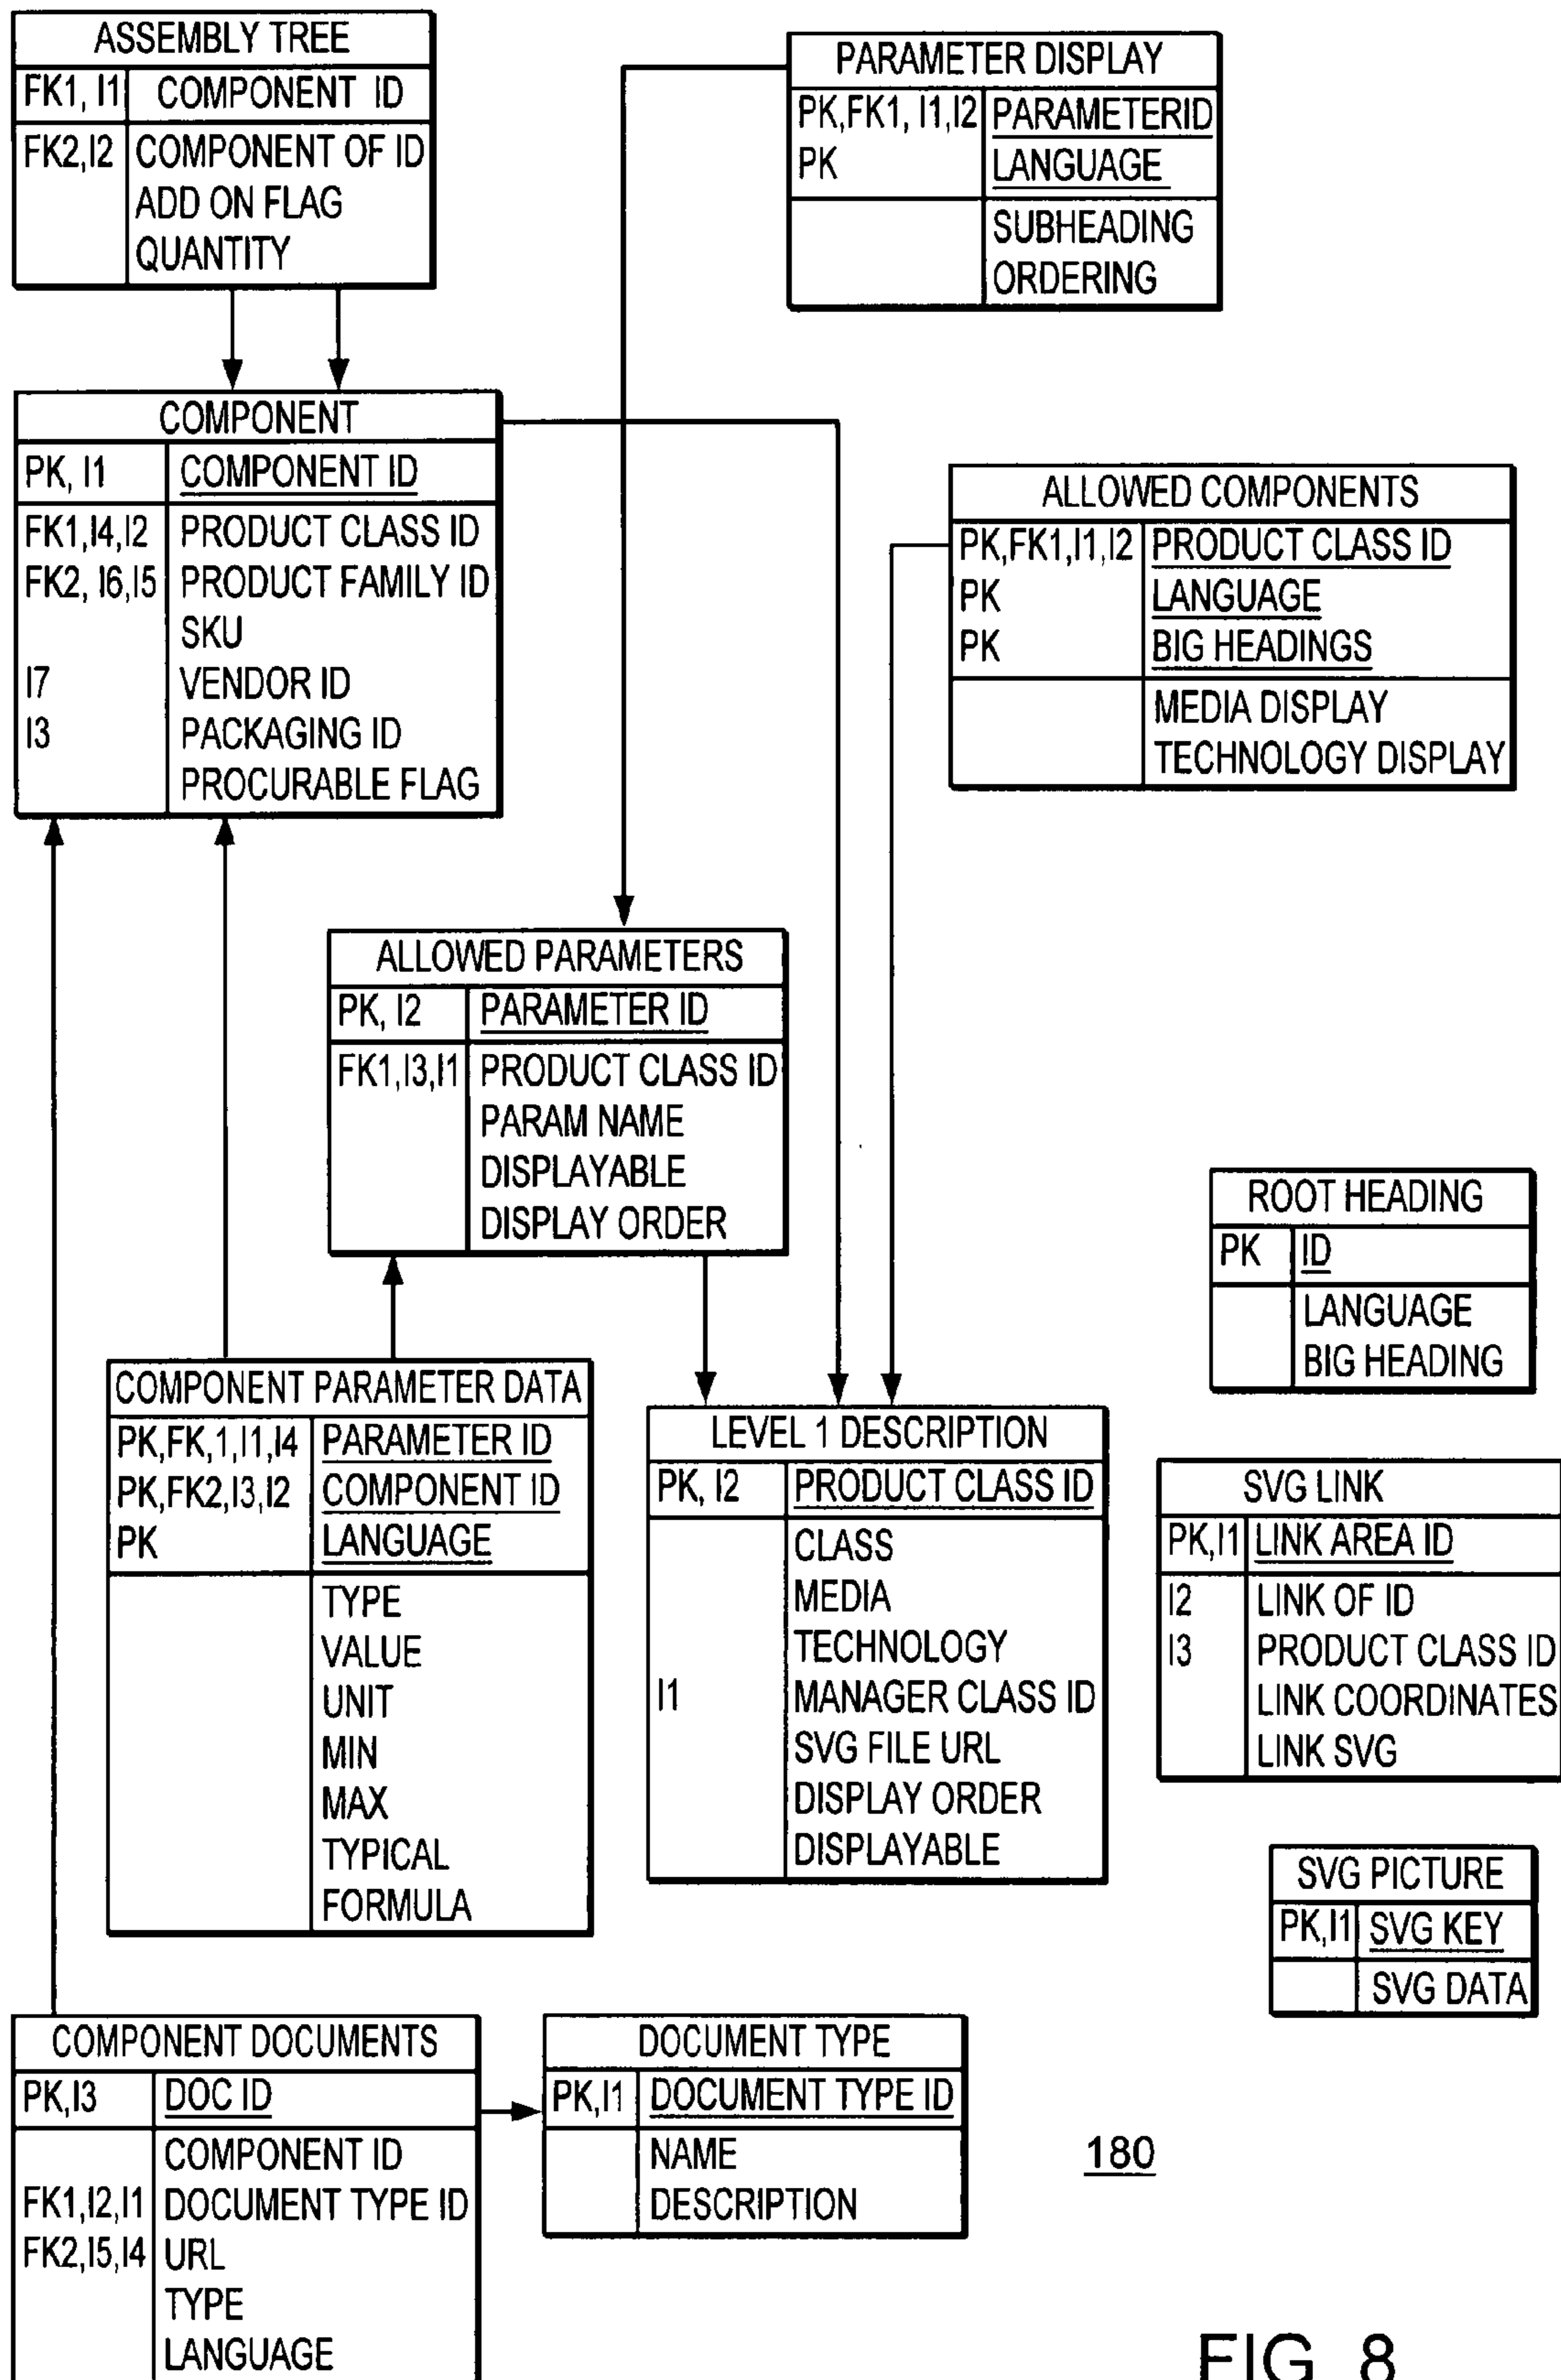 ASSEMBLY TREE
FK1, I1 COMPONENT ID
FK2,I2 COMPONENT OF ID
ADD ON FLAG
QUANTITY
PARAMETER DISPLAY
PK,FK1, I1,I2 PARAMETERID
PK LANGUAGE
SUBHEADING
ORDERING
COMPONENT
PK, I1 COMPONENT ID
FK1,I4,I2 PRODUCT CLASS ID
FK2, I6,I5 PRODUCT FAMILY ID
SKU
I7 VENDOR ID
I3 PACKAGING ID
PROCURABLE FLAG
ALLOWED COMPONENTS
PK,FK1,I1,I2 PRODUCT CLASS ID
PK LANGUAGE
PK BIG HEADINGS
MEDIA DISPLAY
TECHNOLOGY DISPLAY
ALLOWED PARAMETERS
PK, I2 PARAMETER ID
FK1,I3,I1 PRODUCT CLASS ID
PARAM NAME
DISPLAYABLE
DISPLAY ORDER
ROOT HEADING
PK ID
LANGUAGE
BIG HEADING
COMPONENT PARAMETER DATA
PK,FK,1,I1,I4 PARAMETER ID
PK,FK2,I3,I2 COMPONENT ID
PK LANGUAGE
TYPE
VALUE
UNIT
MIN
MAX
TYPICAL
FORMULA
LEVEL 1 DESCRIPTION
PK, I2 PRODUCT CLASS ID
CLASS
MEDIA
TECHNOLOGY
I1 MANAGER CLASS ID
SVG FILE URL
DISPLAY ORDER
DISPLAYABLE
SVG LINK
PK,I1 LINK AREA ID
I2 LINK OF ID
I3 PRODUCT CLASS ID
LINK COORDINATES
LINK SVG
SVG PICTURE
PK,I1 SVG KEY
SVG DATA
COMPONENT DOCUMENTS
PK,I3 DOC ID
COMPONENT ID
FK1,I2,I1 DOCUMENT TYPE ID
FK2,I5,I4 URL
TYPE
LANGUAGE
DOCUMENT TYPE
PK,I1 DOCUMENT TYPE ID
NAME
DESCRIPTION
180
FIG. 8